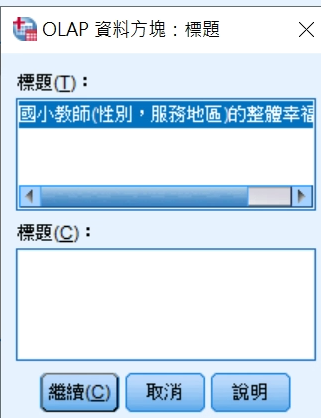 OLAP 資料方塊：標題
標題(T)：
國小教師(性別，服務地區)的整體幸福
標題(C)：
繼續(C) 取消 說明